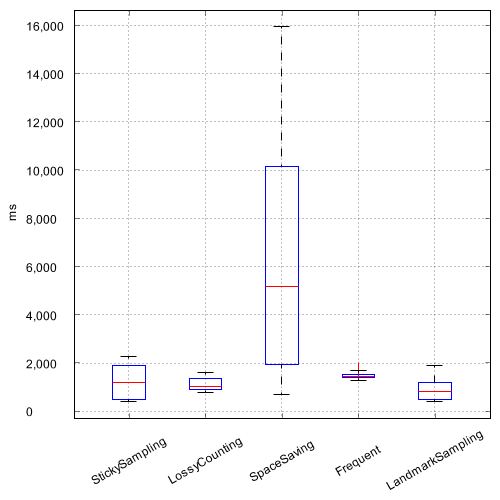 16,000
14,000
12,000
10,000
8,000
6,000
4,000
2,000
0
ms
StickySampling
LossyCounting
SpaceSaving
Frequent
LandmarkSampling